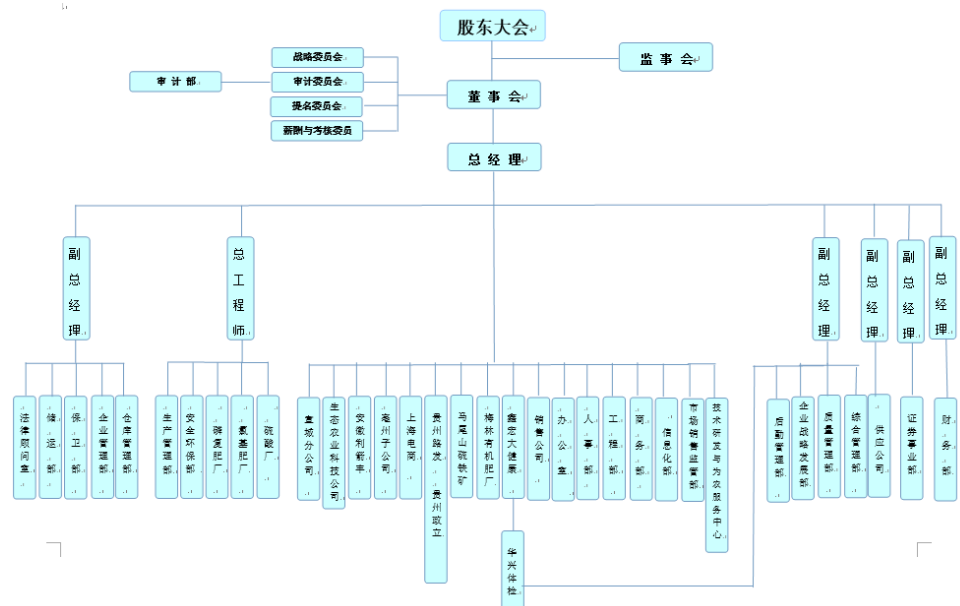 股东大会
监事会
战略委员会
审计部
审计委员会
提名委员会
薪酬与考核委员
董事会
总经理
副总经理
总工程师
副总经理
副总经理
副总经理
副总经理
法律顾问室
储运部
保卫部
企业管理部
仓库管理部
生产管理部
安全环保部
磷复肥厂
氨基肥厂
硫酸厂
宣城分公司
生态农业科技公司
安徽利箭丰
亳州子公司
上海电商
贵州路发 贵州政立
马尾山硫铁矿
梅林有机肥厂
鑫宏大健康
销售公司
办公室
人事部
工程部
商务部
信息化部
市场销售监管部
技术研发与为农服务中心
后勤管理部
企业战略发展部
质量管理部
综合管理部
供应公司
证券事业部
财务部
华兴体检